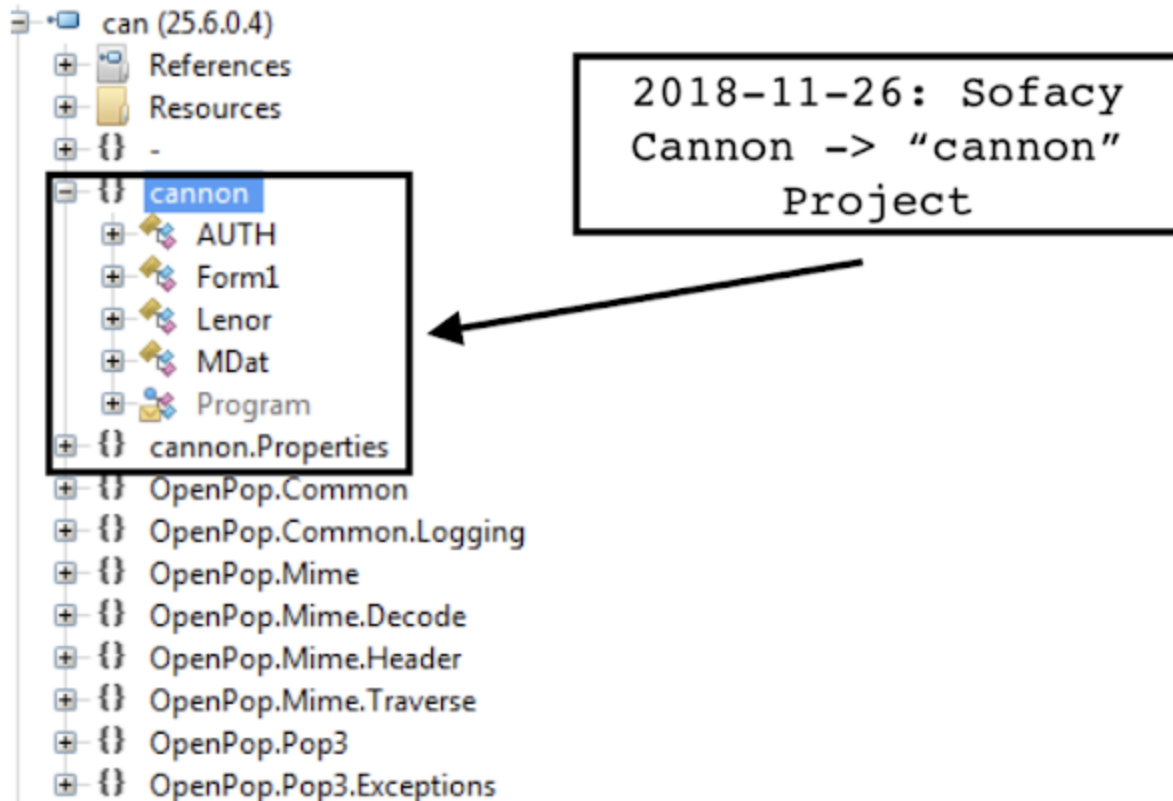 can (25.6.0.4)
References
Resources
-
cannon
AUTH
Form1
Lenor
MDat
Program
cannon.Properties
OpenPop.Common
OpenPop.Common.Logging
OpenPop.Mime
OpenPop.Mime.Decode
OpenPop.Mime.Header
OpenPop.Mime.Traverse
OpenPop.Pop3
OpenPop.Pop3.Exceptions
2018-11-26: Sofacy
Cannon -> “cannon”
Project